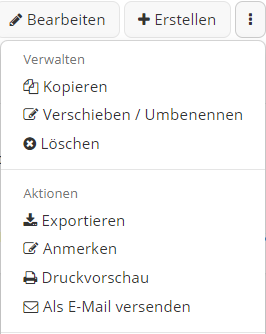 Bearbeiten Erstellen
Verwalten
Kopieren
Verschieben / Umbenennen
Löschen
Aktionen
Exportieren
Anmerken
Druckvorschau
Als E-Mail versenden